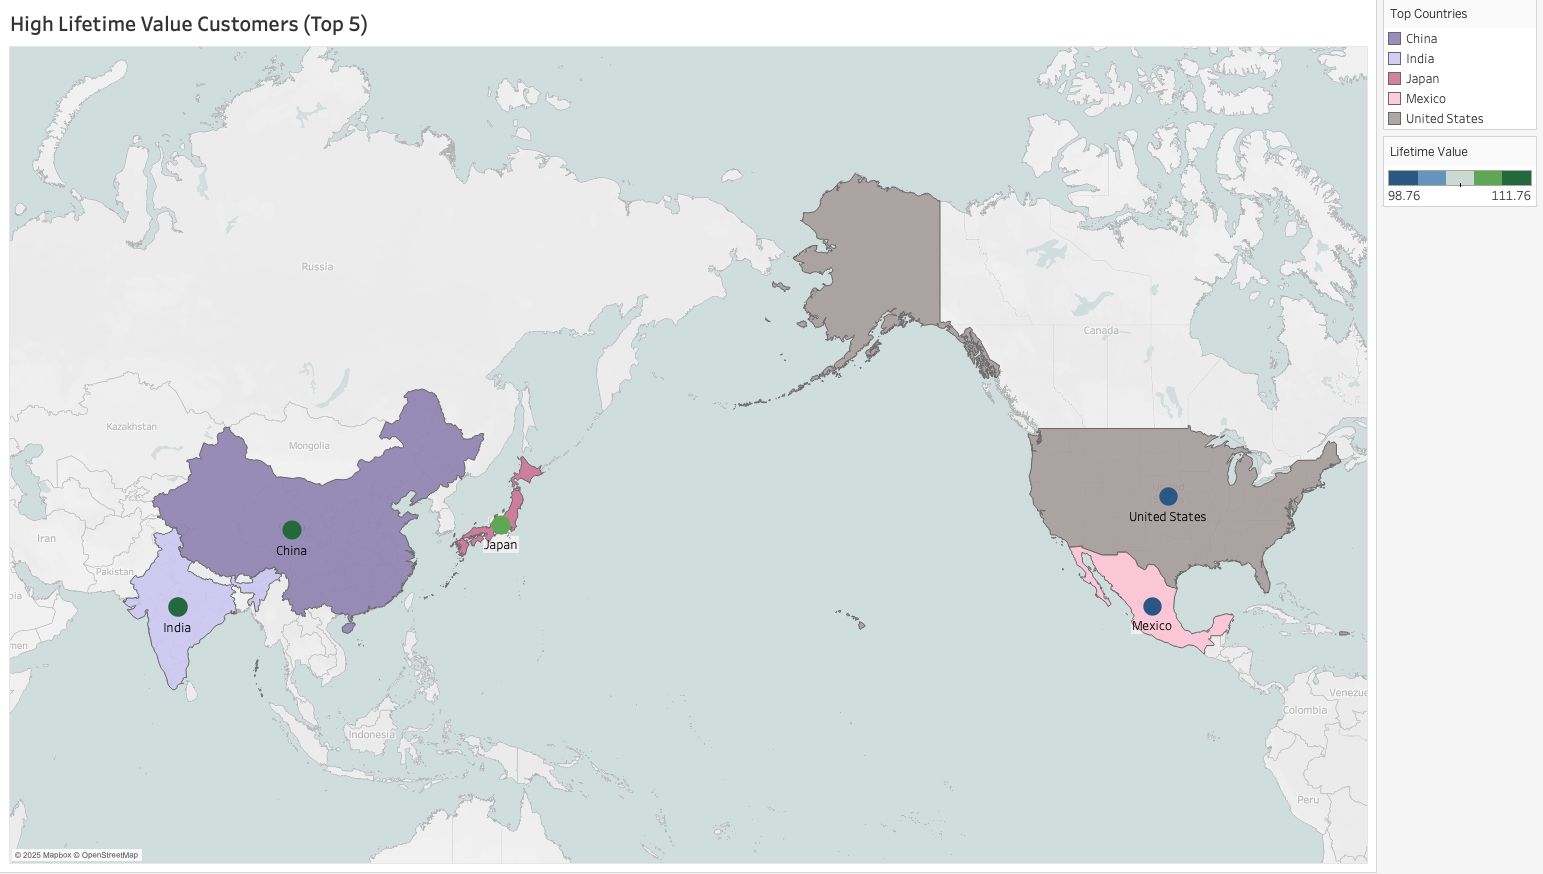 High Lifetime Value Customers (Top 5)
Top Countries
China
India
Japan
Mexico
United States
Lifetime Value
98.76 111.76
Russia
Canada
Kazakhstan
Mongolia
United States
Iran
Japan
China
Pakistan
India
Mexico
men
Venezue
Colombia
Indonesia
Peru
© 2025 Mapbox © OpenStreetMap